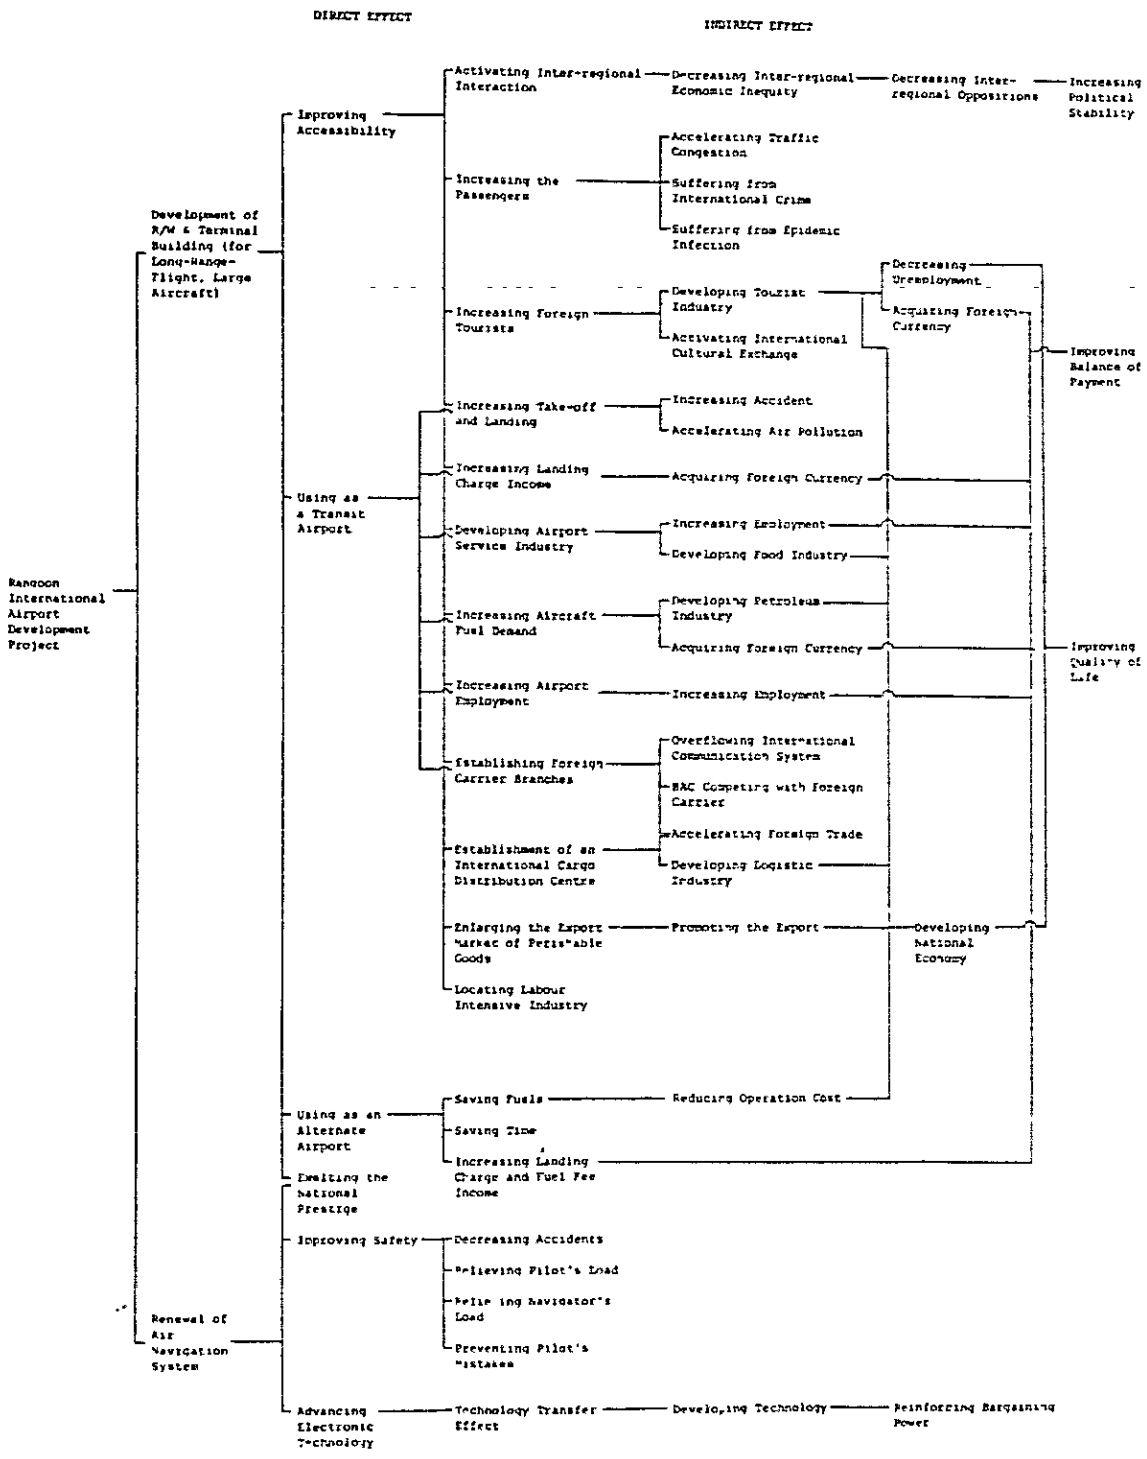 DIRECT EFFECT
INDIRECT EFFECT
Activating Inter-regional
Interaction
Decreasing Inter-regional
Economic Inequity
Decreasing Inter-
regional Oppositions
Increasing
Political
Stability
Improving
Accessibility
Accelerating Traffic
Congestion
Increasing the
Passengers
Suffering from
International Crime
Suffering from Epidemic
Infection
Development of
R/W & Terminal
Building (for
Long-Range-
Flight, Large
Aircraft)
Increasing Foreign
Tourists
Developing Tourist
Industry
Activating International
Cultural Exchange
Decreasing
Unemployment
Acquiring Foreign
Currency
Improving
Balance of
Payment
Increasing Take-off
and Landing
Increasing Accident
Accelerating Air Pollution
Increasing Landing
Charge Income
Acquiring Foreign Currency
Using as
a Transit
Airport
Developing Airport
Service Industry
Increasing Employment
Developing Food Industry
Rangoon
International
Airport
Development
Project
Increasing Aircraft
Fuel Demand
Developing Petroleum
Industry
Acquiring Foreign Currency
Improving
Quality of
Life
Increasing Airport
Employment
Increasing Employment
Establishing Foreign
Carrier Branches
Overflowing International
Communication System
BAC Competing with Foreign
Carrier
Establishment of an
International Cargo
Distribution Centre
Accelerating Foreign Trade
Developing Logistic
Industry
Enlarging the Export
Market of Perishable
Goods
Promoting the Export
Developing
National
Economy
Locating Labour
Intensive Industry
Using as an
Alternate
Airport
Saving Fuels
Reducing Operation Cost
Saving Time
Increasing Landing
Charge and Fuel Fee
Income
Exalting the
National
Prestige
Improving Safety
Decreasing Accidents
Relieving Pilot's Load
Relie ing Navigator's
Load
Preventing Pilot's
Mistakes
Renewal of
Air
Navigation
System
Advancing
Electronic
Technology
Technology Transfer
Effect
Developing Technology
Reinforcing Bargaining
Power